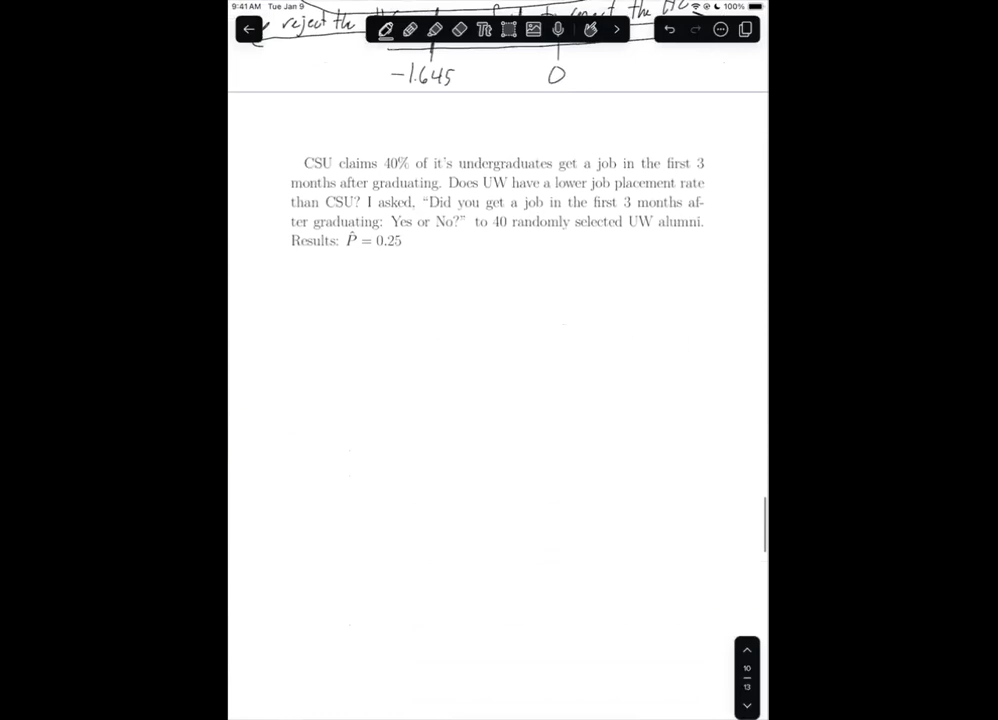 9:41 AM Tue Jan 9 100%
reject the the
Tt
-1.645 0
CSU claims 40% of it's undergraduates get a job in the first 3
months after graduating. Does UW have a lower job placement rate
than CSU? I asked, “Did you get a job in the first 3 months af-
ter graduating: Yes or No?” to 40 randomly selected UW alumni.
Results: P̂ = 0.25
10
13